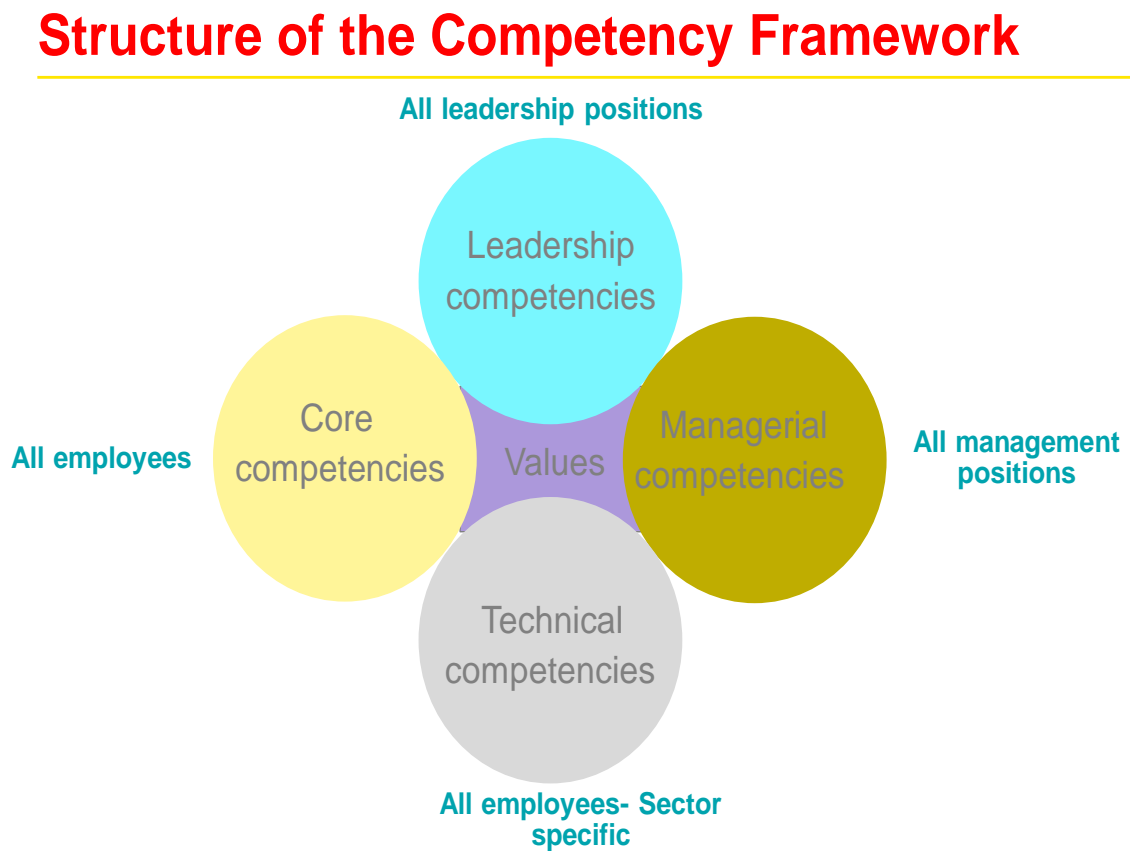 Structure of the Competency Framework
All leadership positions
Leadership
competencies
Core
competencies
All employees
Values
Managerial
competencies
All management
positions
Technical
competencies
All employees- Sector
specific